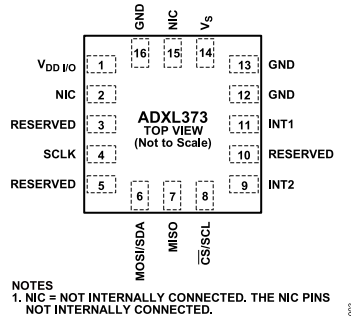 GND
NIC
VS
16
15
14
VDD I/O
1
13
GND
NIC
2
12
GND
ADXL373
TOP VIEW
(Not to Scale)
RESERVED
3
11
INT1
SCLK
4
10
RESERVED
RESERVED
5
9
INT2
6
7
8
MOSI/SDA
MISO
CS/SCL
NOTES
1. NIC = NOT INTERNALLY CONNECTED. THE NIC PINS
NOT INTERNALLY CONNECTED.